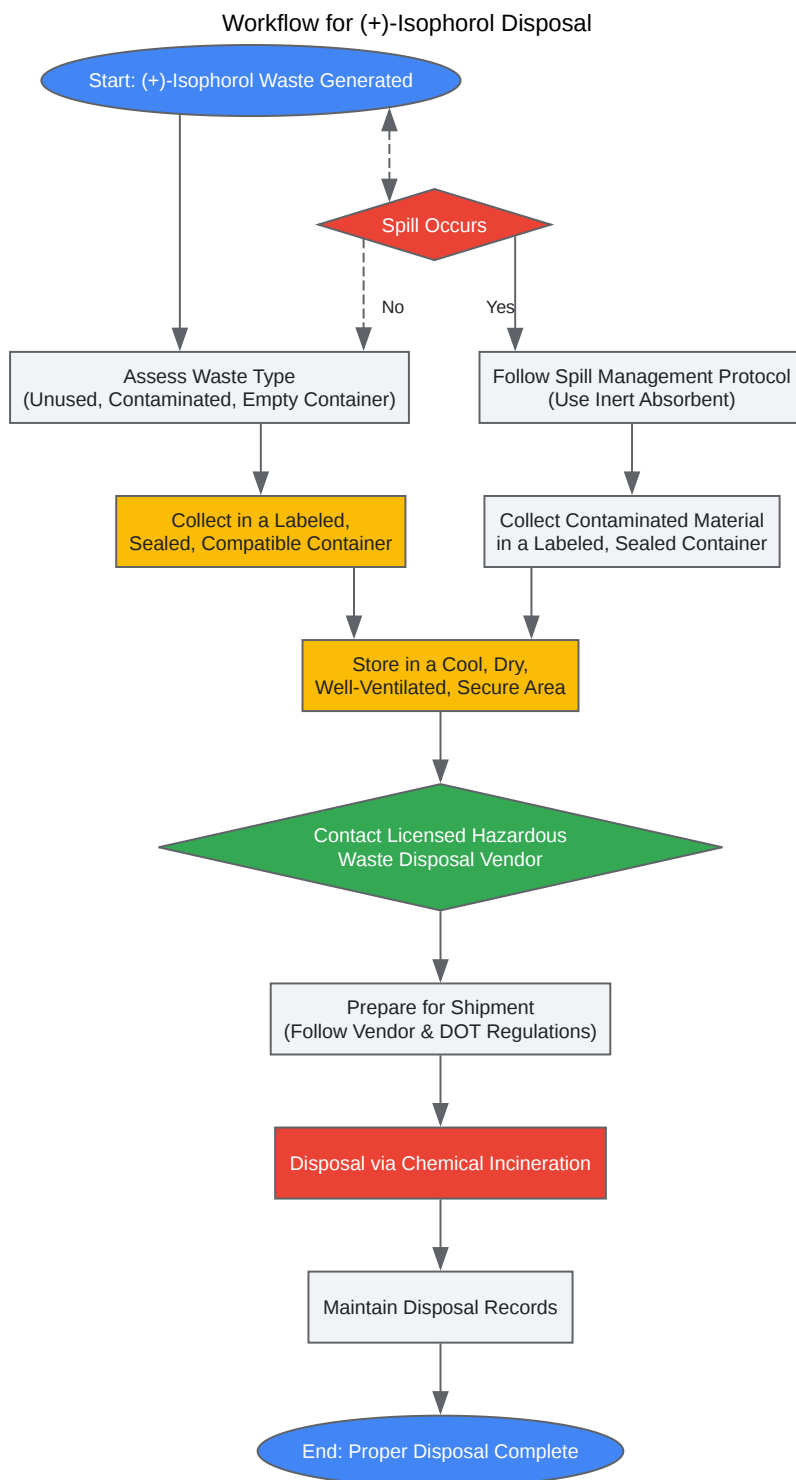 Workflow for (+)-Isophorol Disposal
Start: (+)-Isophorol Waste Generated
Spill Occurs
No
Yes
Assess Waste Type
(Unused, Contaminated, Empty Container)
Follow Spill Management Protocol
(Use Inert Absorbent)
Collect in a Labeled,
Sealed, Compatible Container
Collect Contaminated Material
in a Labeled, Sealed Container
Store in a Cool, Dry,
Well-Ventilated, Secure Area
Contact Licensed Hazardous
Waste Disposal Vendor
Prepare for Shipment
(Follow Vendor & DOT Regulations)
Disposal via Chemical Incineration
Maintain Disposal Records
End: Proper Disposal Complete